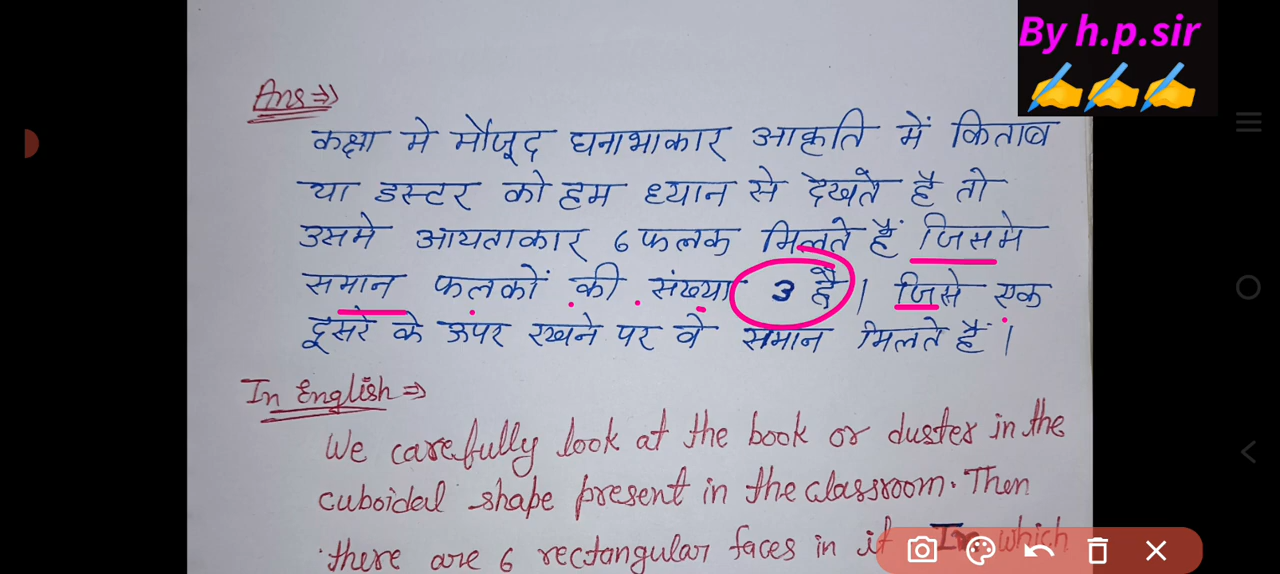 By h.p.sir
Ans ⇒
कक्षा मे मौजूद घनाभाकार आकृति में किताब
या डस्टर को हम ध्यान से देखते है तो
उसमे आयताकार 6 फलक मिलते हैं जिसमे
समान फलकों की संख्या 3 है। जिसे एक
दूसरे के ऊपर रखने पर वे समान मिलते हैं।
In English ⇒
We carefully look at the book or duster in the
cuboidal shape present in the classroom. Then
there are 6 rectangular faces in it In which